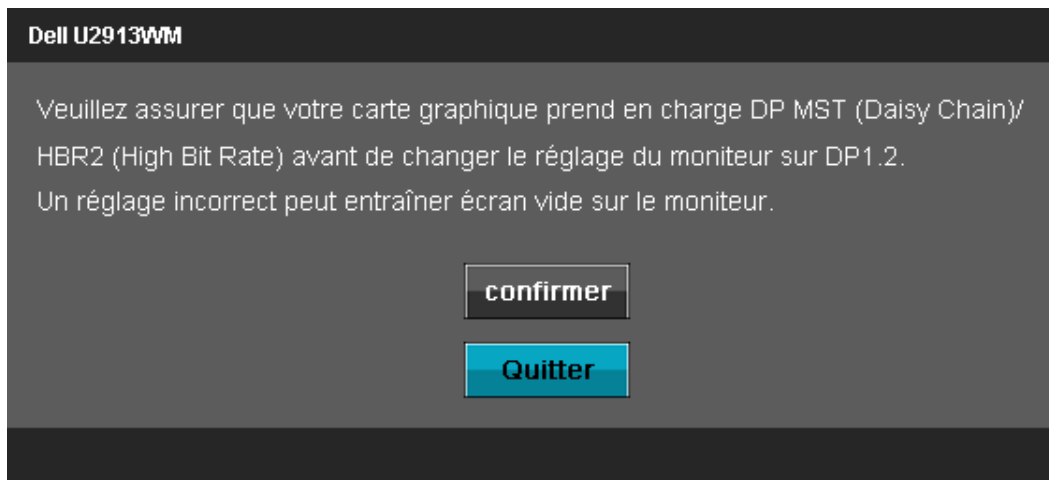 Dell U2913WM
Veuillez assurer que votre carte graphique prend en charge DP MST (Daisy Chain)/
HBR2 (High Bit Rate) avant de changer le réglage du moniteur sur DP1.2.
Un réglage incorrect peut entraîner écran vide sur le moniteur.
confirmer
Quitter